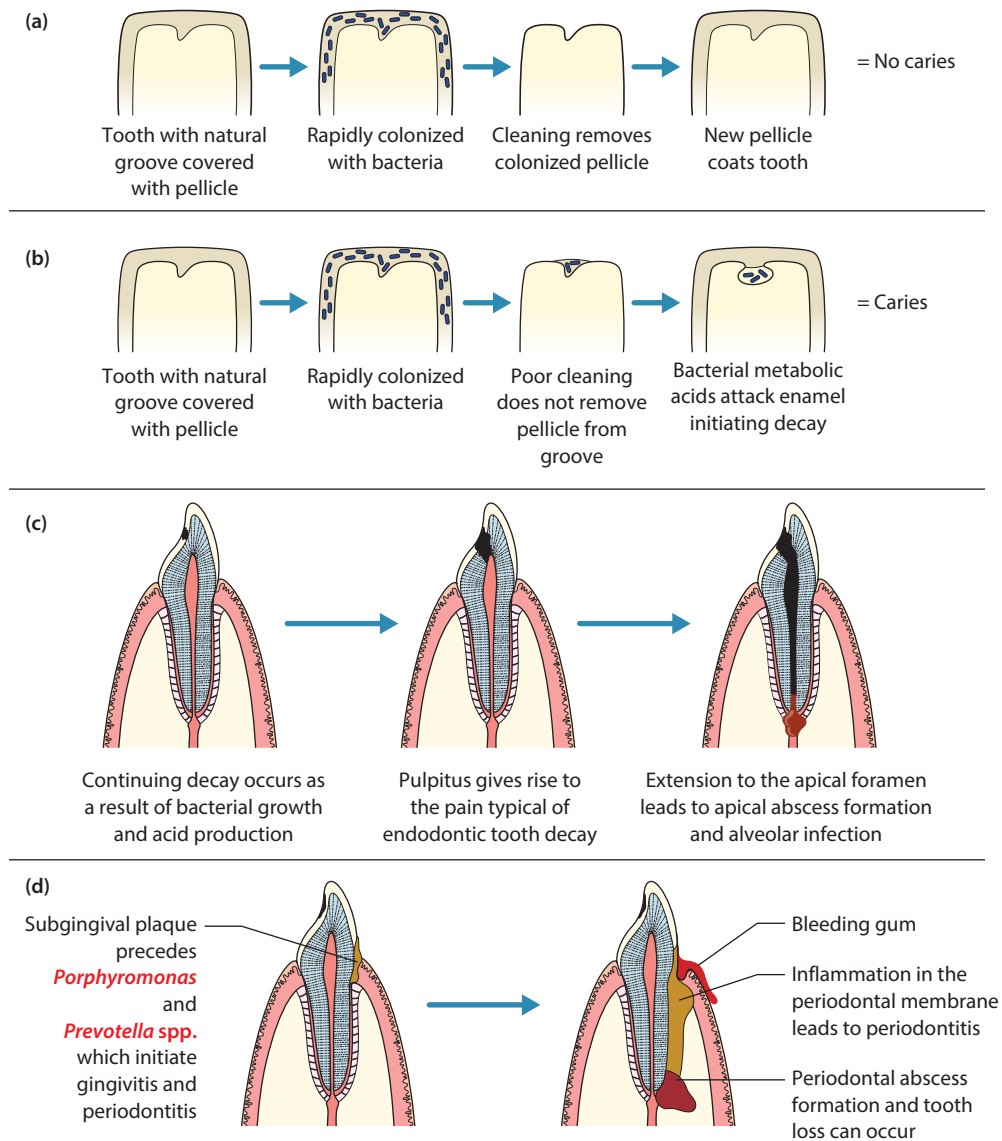 (a)
Tooth with natural
groove covered
with pellicle
Rapidly colonized
with bacteria
Cleaning removes
colonized pellicle
New pellicle
coats tooth
= No caries
(b)
Tooth with natural
groove covered
with pellicle
Rapidly colonized
with bacteria
Poor cleaning
does not remove
pellicle from
groove
Bacterial metabolic
acids attack enamel
initiating decay
= Caries
(c)
Continuing decay occurs as
a result of bacterial growth
and acid production
Pulpitus gives rise to
the pain typical of
endodontic tooth decay
Extension to the apical foramen
leads to apical abscess formation
and alveolar infection
(d)
Subgingival plaque
precedes
Porphyromonas
and
Prevotella spp.
which initiate
gingivitis and
periodontitis
Bleeding gum
Inflammation in the
periodontal membrane
leads to periodontitis
Periodontal abscess
formation and tooth
loss can occur